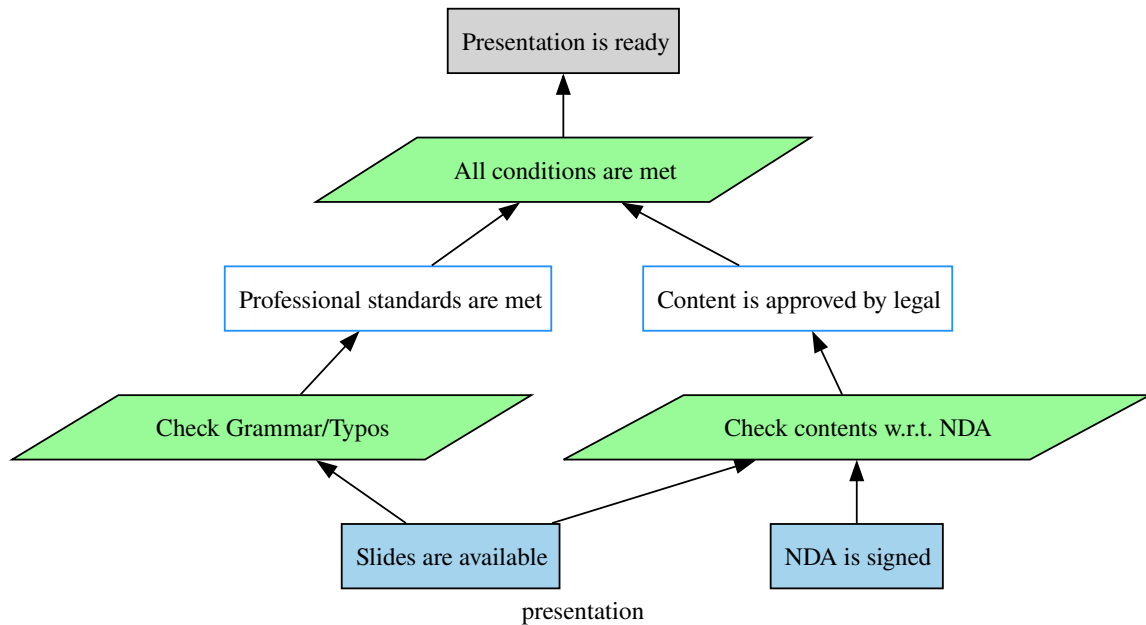 Presentation is ready
All conditions are met
Professional standards are met
Content is approved by legal
Check Grammar/Typos
Check contents w.r.t. NDA
Slides are available
NDA is signed
presentation